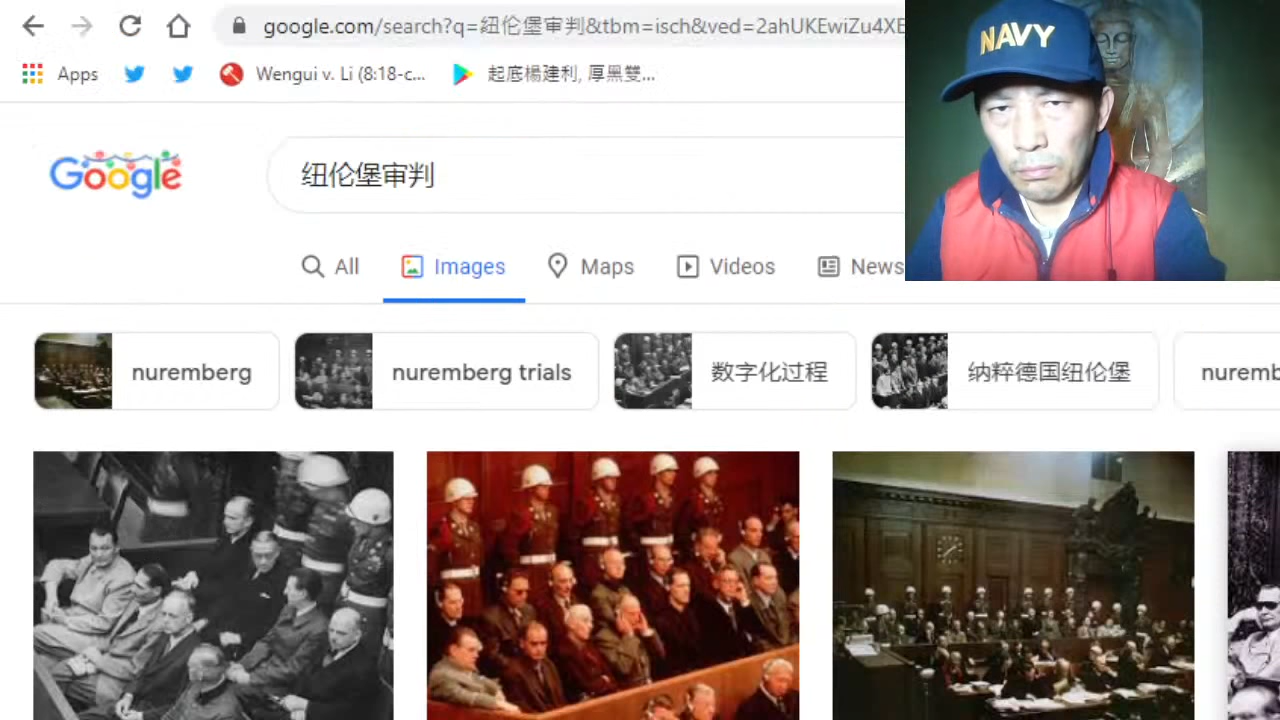 google.com/search?q=紐伦堡审判&tbm=isch&ved=2ahUKEwiZu4XE
Apps
Wengui v. Li (8:18-c...
起底楊建利, 厚黑雙...
NAVY
Google
纽伦堡审判
All
Images
Maps
Videos
News
nuremberg
nuremberg trials
数字化过程
纳粹德国纽伦堡
nuremb